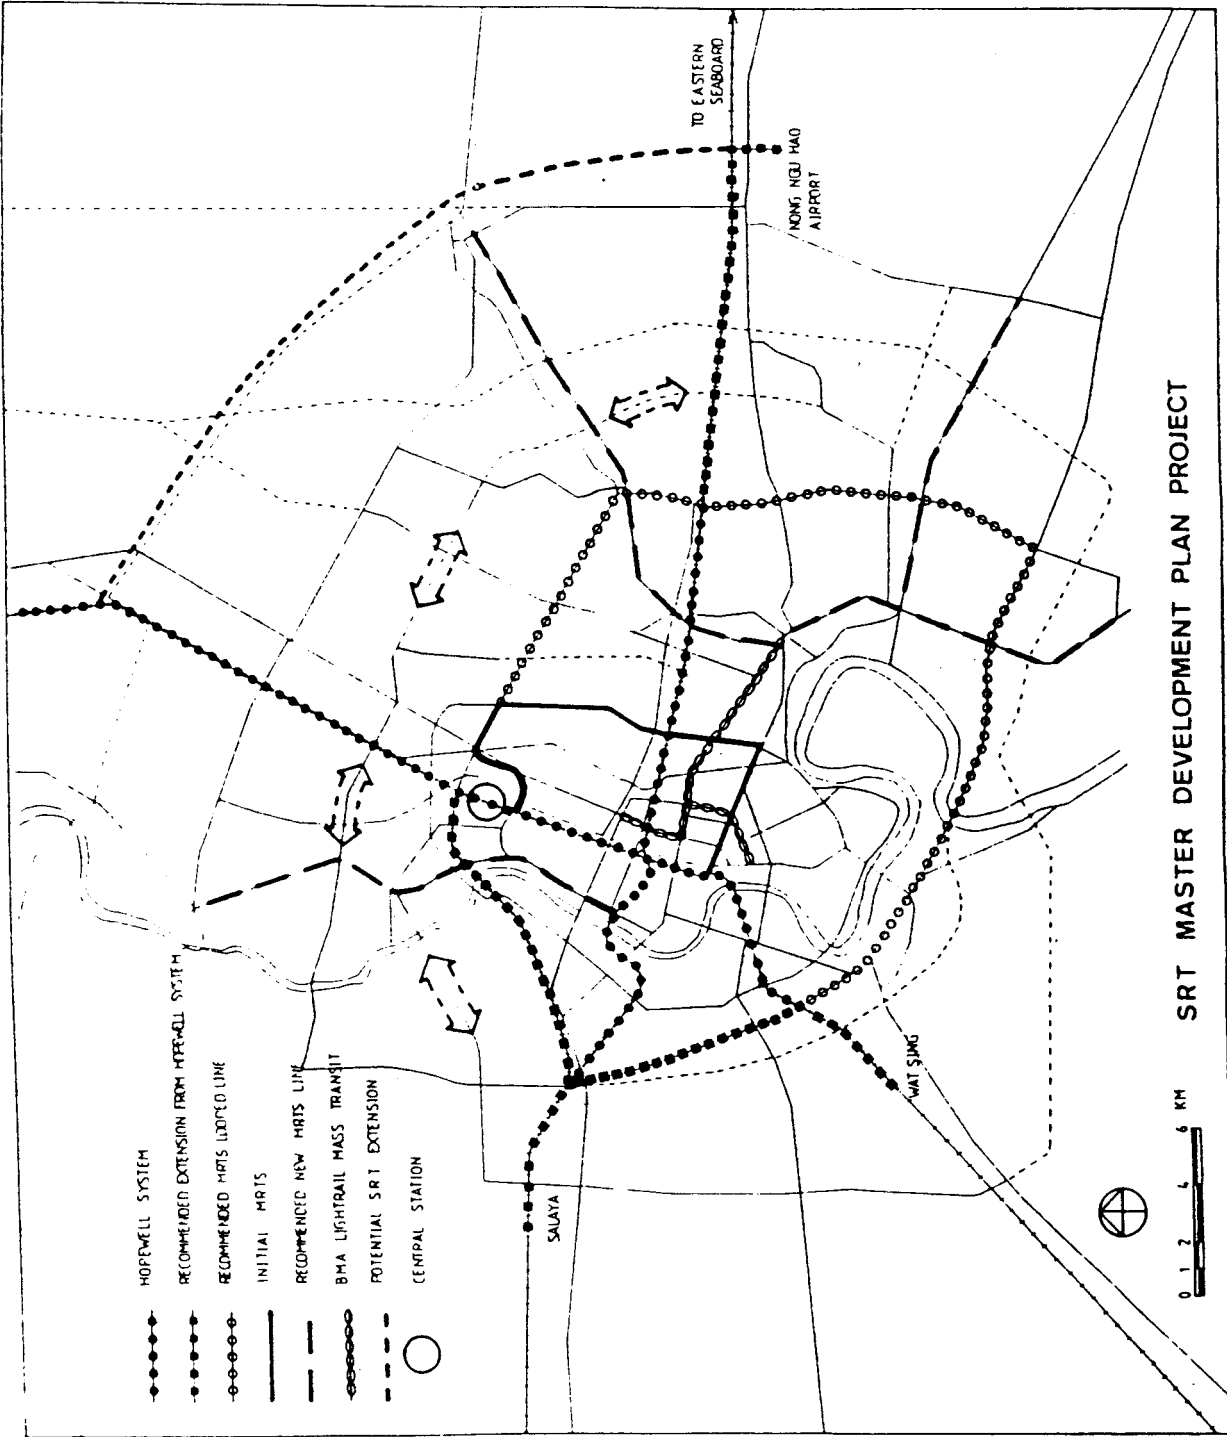 HOPEWELL SYSTEM
RECOMMENDED EXTENSION FROM HOPEWELL SYSTEM
RECOMMENDED MRTS LOOPED LINE
INITIAL MRTS
RECOMMENDED NEW MRTS LINE
BMA LIGHTRAIL MASS TRANSIT
POTENTIAL SRT EXTENSION
CENTRAL STATION
TO EASTERN
SEABOARD
NONG NGU HAO
AIRPORT
SALAYA
WAT SING
0 1 2 4 6 KM
SRT MASTER DEVELOPMENT PLAN PROJECT